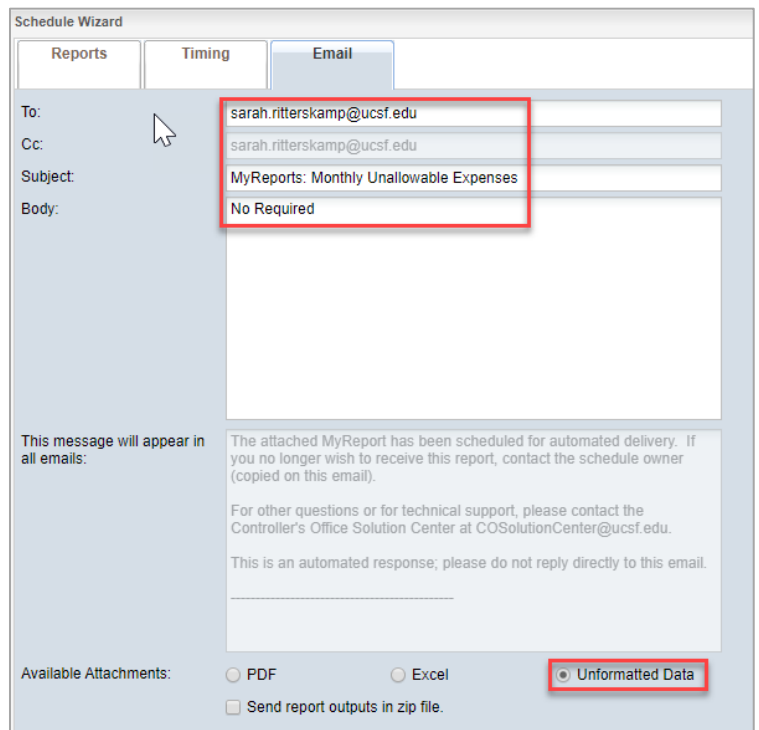 Schedule Wizard
Reports Timing Email
To: sarah.ritterskamp@ucsf.edu
Cc: sarah.ritterskamp@ucsf.edu
Subject: MyReports: Monthly Unallowable Expenses
Body: No Required
This message will appear in
all emails:
The attached MyReport has been scheduled for automated delivery. If
you no longer wish to receive this report, contact the schedule owner
(copied on this email).
For other questions or for technical support, please contact the
Controller's Office Solution Center at COSolutionCenter@ucsf.edu.
This is an automated response; please do not reply directly to this email.
--------------------------------------------
Available Attachments: PDF Excel Unformatted Data
Send report outputs in zip file.